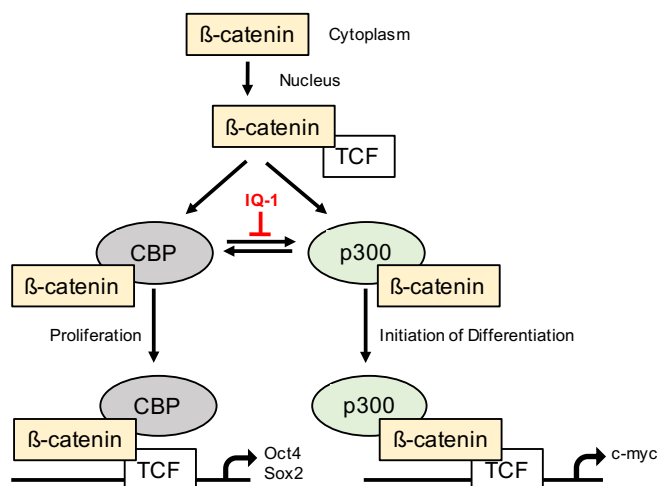 ß-catenin
Cytoplasm
Nucleus
ß-catenin
TCF
IQ-1
CBP
p300
ß-catenin
ß-catenin
Proliferation
Initiation of Differentiation
CBP
p300
ß-catenin
ß-catenin
TCF
Oct4
Sox2
TCF
c-myc